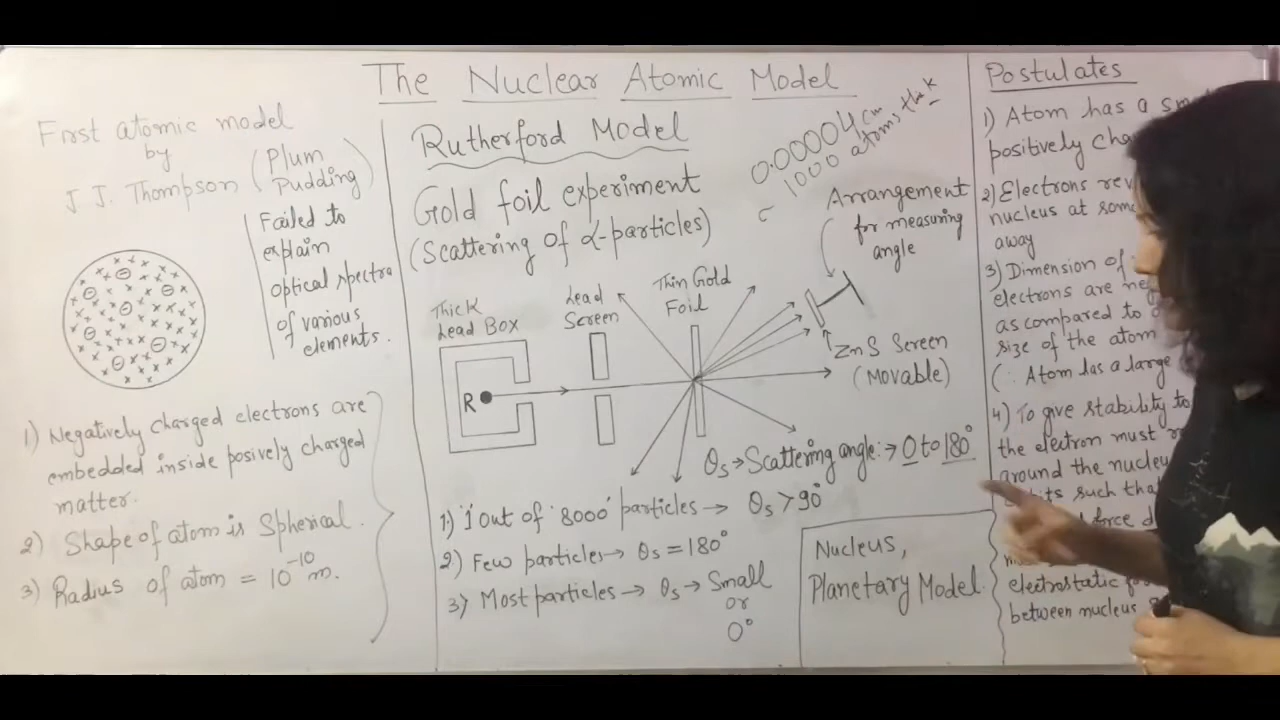 The Nuclear Atomic Model
First atomic model
by
J J. Thompson (Plum Pudding)
Failed to
explain
optical spectra
of various
elements.
1) Negatively charged electrons are
embedded inside posively charged
matter.
2) Shape of atom is Spherical.
3) Radius of atom = 10⁻¹⁰ m.
Rutherford Model
Gold foil experiment
(Scattering of α-particles)
0.00004 cm
1000 atoms thick
Arrangement
for measuring
angle
Thick
Lead Box
Lead
Screen
Thin Gold
Foil
R
ZnS Screen
(Movable)
θs → Scattering angle :→ 0 to 180°
1) '1 out of '8000' particles → θs > 90°
2) Few particles → θs = 180°
3) Most particles → θs → Small
or
0°
Nucleus,
Planetary Model.
Postulates
1) Atom has a
positively
2) Electrons
nucleus at
away
3) Dimension of
electrons are
as compared to
size of the atom
(∵ Atom has a large
4) To give stability to
the electron must
around the
such that
force
electrostatic
between nucleus